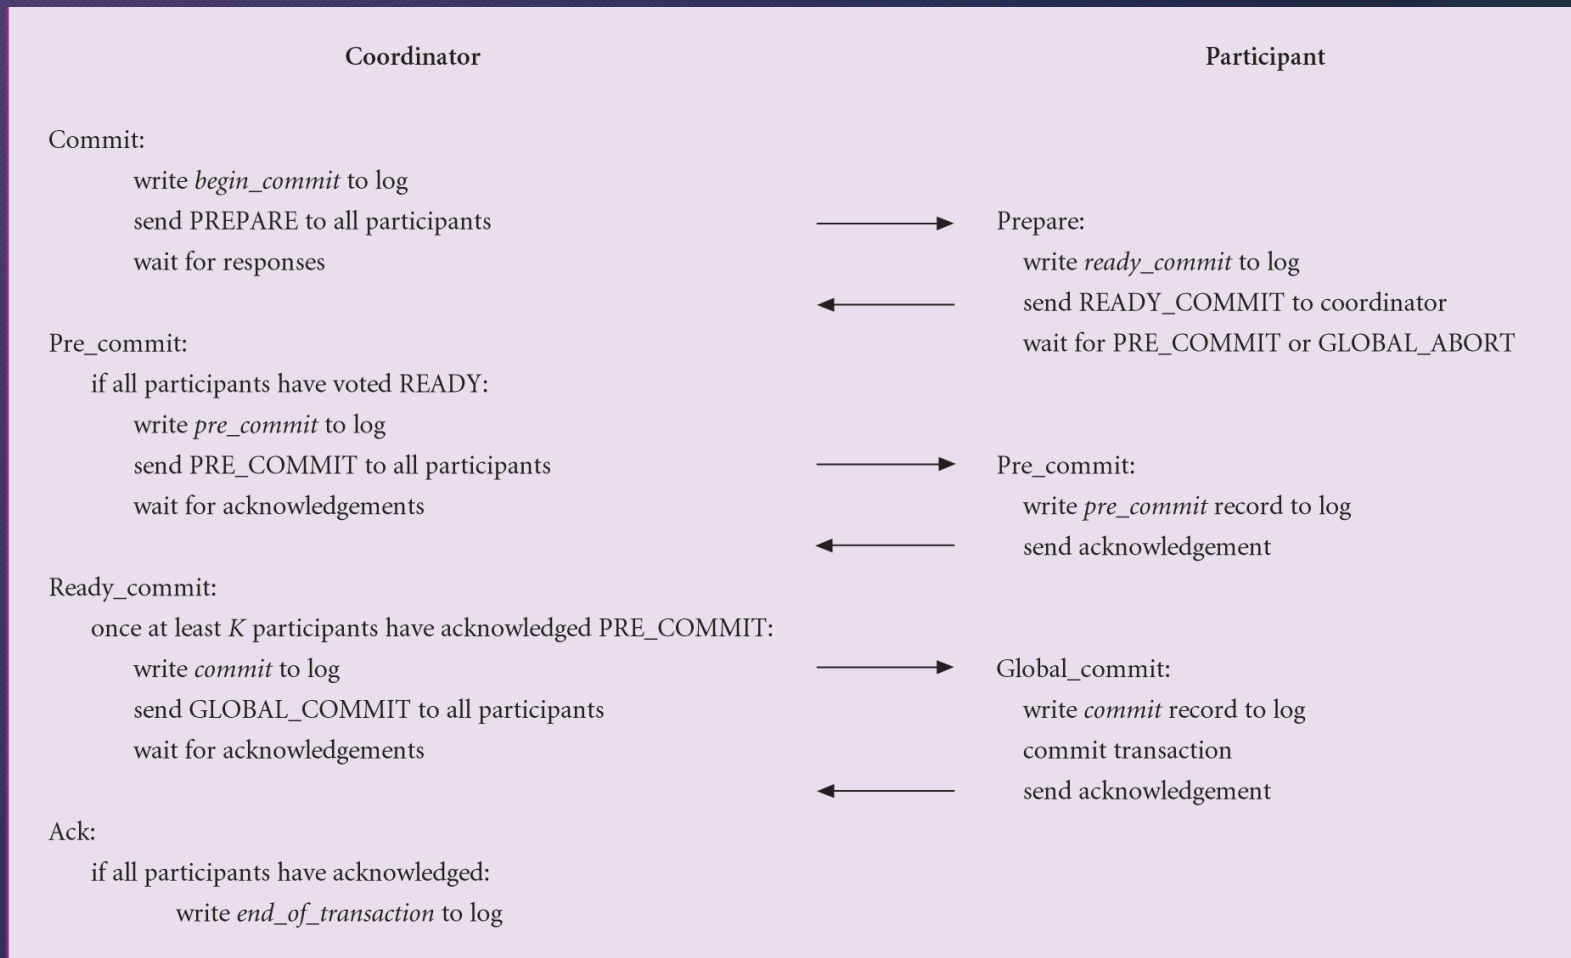 Coordinator
Participant
Commit:
write begin_commit to log
send PREPARE to all participants
Prepare:
wait for responses
write ready_commit to log
send READY_COMMIT to coordinator
Pre_commit:
wait for PRE_COMMIT or GLOBAL_ABORT
if all participants have voted READY:
write pre_commit to log
send PRE_COMMIT to all participants
Pre_commit:
wait for acknowledgements
write pre_commit record to log
send acknowledgement
Ready_commit:
once at least K participants have acknowledged PRE_COMMIT:
write commit to log
Global_commit:
send GLOBAL_COMMIT to all participants
write commit record to log
wait for acknowledgements
commit transaction
send acknowledgement
Ack:
if all participants have acknowledged:
write end_of_transaction to log